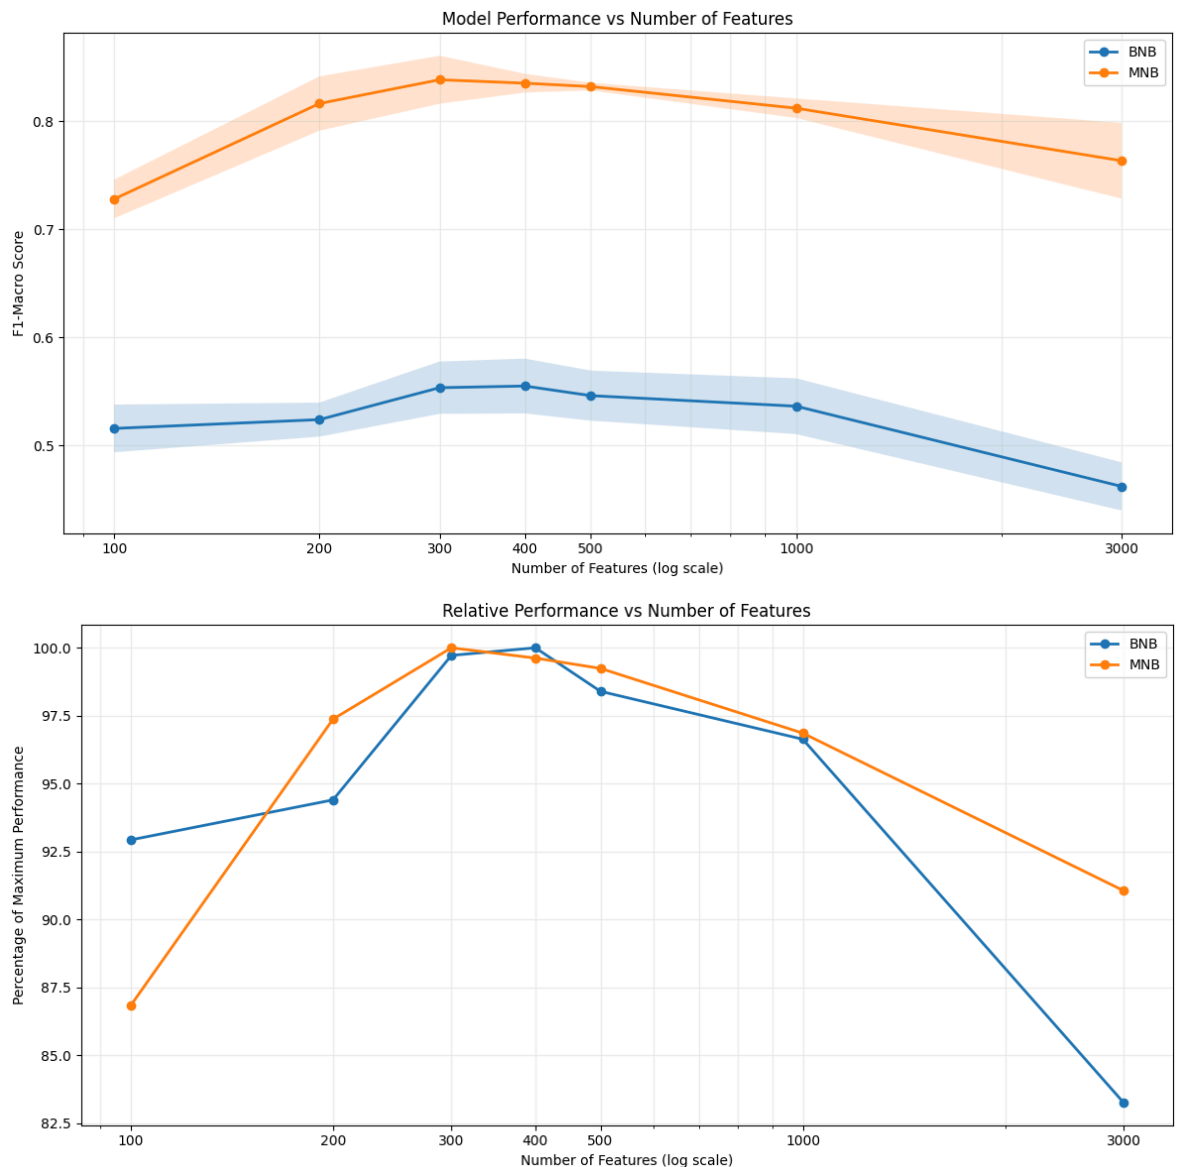 Model Performance vs Number of Features
BNB
MNB
0.8
0.7
0.6
0.5
F1-Macro Score
100 200 300 400 500 1000 3000
Number of Features (log scale)
Relative Performance vs Number of Features
BNB
MNB
100.0
97.5
95.0
92.5
90.0
87.5
85.0
82.5
Percentage of Maximum Performance
100 200 300 400 500 1000 3000
Number of Features (log scale)